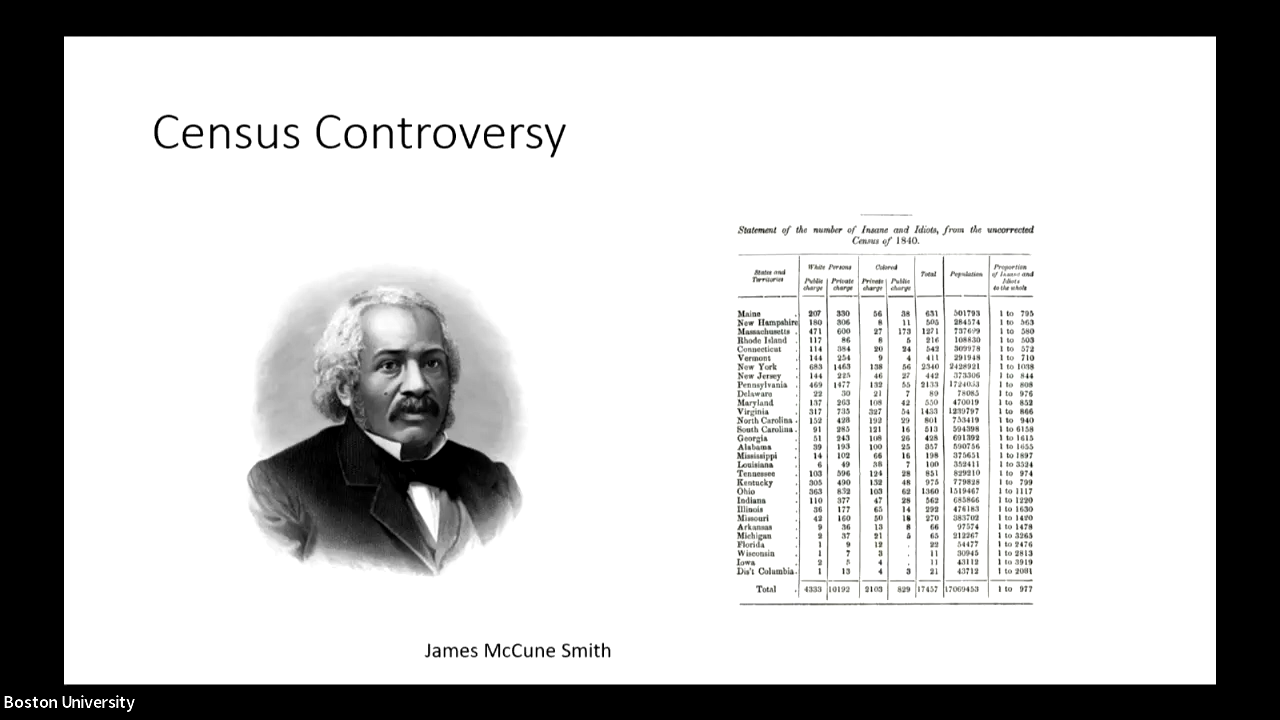 Census Controversy
Statement of the number of Insane and Idiots, from the uncorrected
Census of 1840.
States and Territories | White Persons Public charge | Private charge | Colored Private charge | Public charge | Total | Population | Proportion of Insane and Idiots to the whole
Maine . 207 330 56 38 631 501793 1 to 795
New Hampshire 180 306 8 11 505 284574 1 to 563
Massachusetts . 471 600 27 173 1271 737699 1 to 580
Rhode Island . 117 86 8 5 216 108830 1 to 503
Connecticut . 114 384 20 24 542 309978 1 to 572
Vermont . 144 254 9 4 411 291948 1 to 710
New York . 683 1463 138 56 2340 2428921 1 to 1038
New Jersey . 144 225 46 27 442 373306 1 to 844
Pennsylvania . 469 1477 132 55 2133 1 to 808
Delaware . 22 30 21 7 80 78085 1 to 976
Maryland . 137 263 108 42 550 470019 1 to 852
Virginia . 317 735 327 54 1433 1239797 1 to 866
North Carolina . 152 428 192 29 801 753419 1 to 940
South Carolina . 91 285 121 16 513 594398 1 to 6158
Georgia . 51 243 108 26 428 691392 1 to 1615
Alabama . 39 193 100 25 357 590756 1 to 1655
Mississippi . 14 102 66 16 198 375651 1 to 1897
Louisiana . 6 49 38 7 100 352411 1 to 3524
Tennessee . 103 596 124 28 851 829210 1 to 974
Kentucky . 305 490 132 48 975 779828 1 to 799
Ohio . 363 832 103 62 1360 1519467 1 to 1117
Indiana . 110 377 47 28 562 685866 1 to 1220
Illinois . 36 177 65 14 292 476183 1 to 1630
Missouri . 42 160 50 18 270 383702 1 to 1420
Arkansas . 9 36 13 8 66 97574 1 to 1478
Michigan . 2 37 21 5 65 212267 1 to 3265
Florida . 1 9 12 . 22 54477 1 to 2476
Wisconsin . 1 7 3 . 11 30945 1 to 2813
Iowa . 2 5 4 . 11 43112 1 to 3919
Dis't Columbia . 1 13 4 3 21 43712 1 to 2081
Total . 4333 10192 2103 829 17457 17069453 1 to 977
James McCune Smith
Boston University